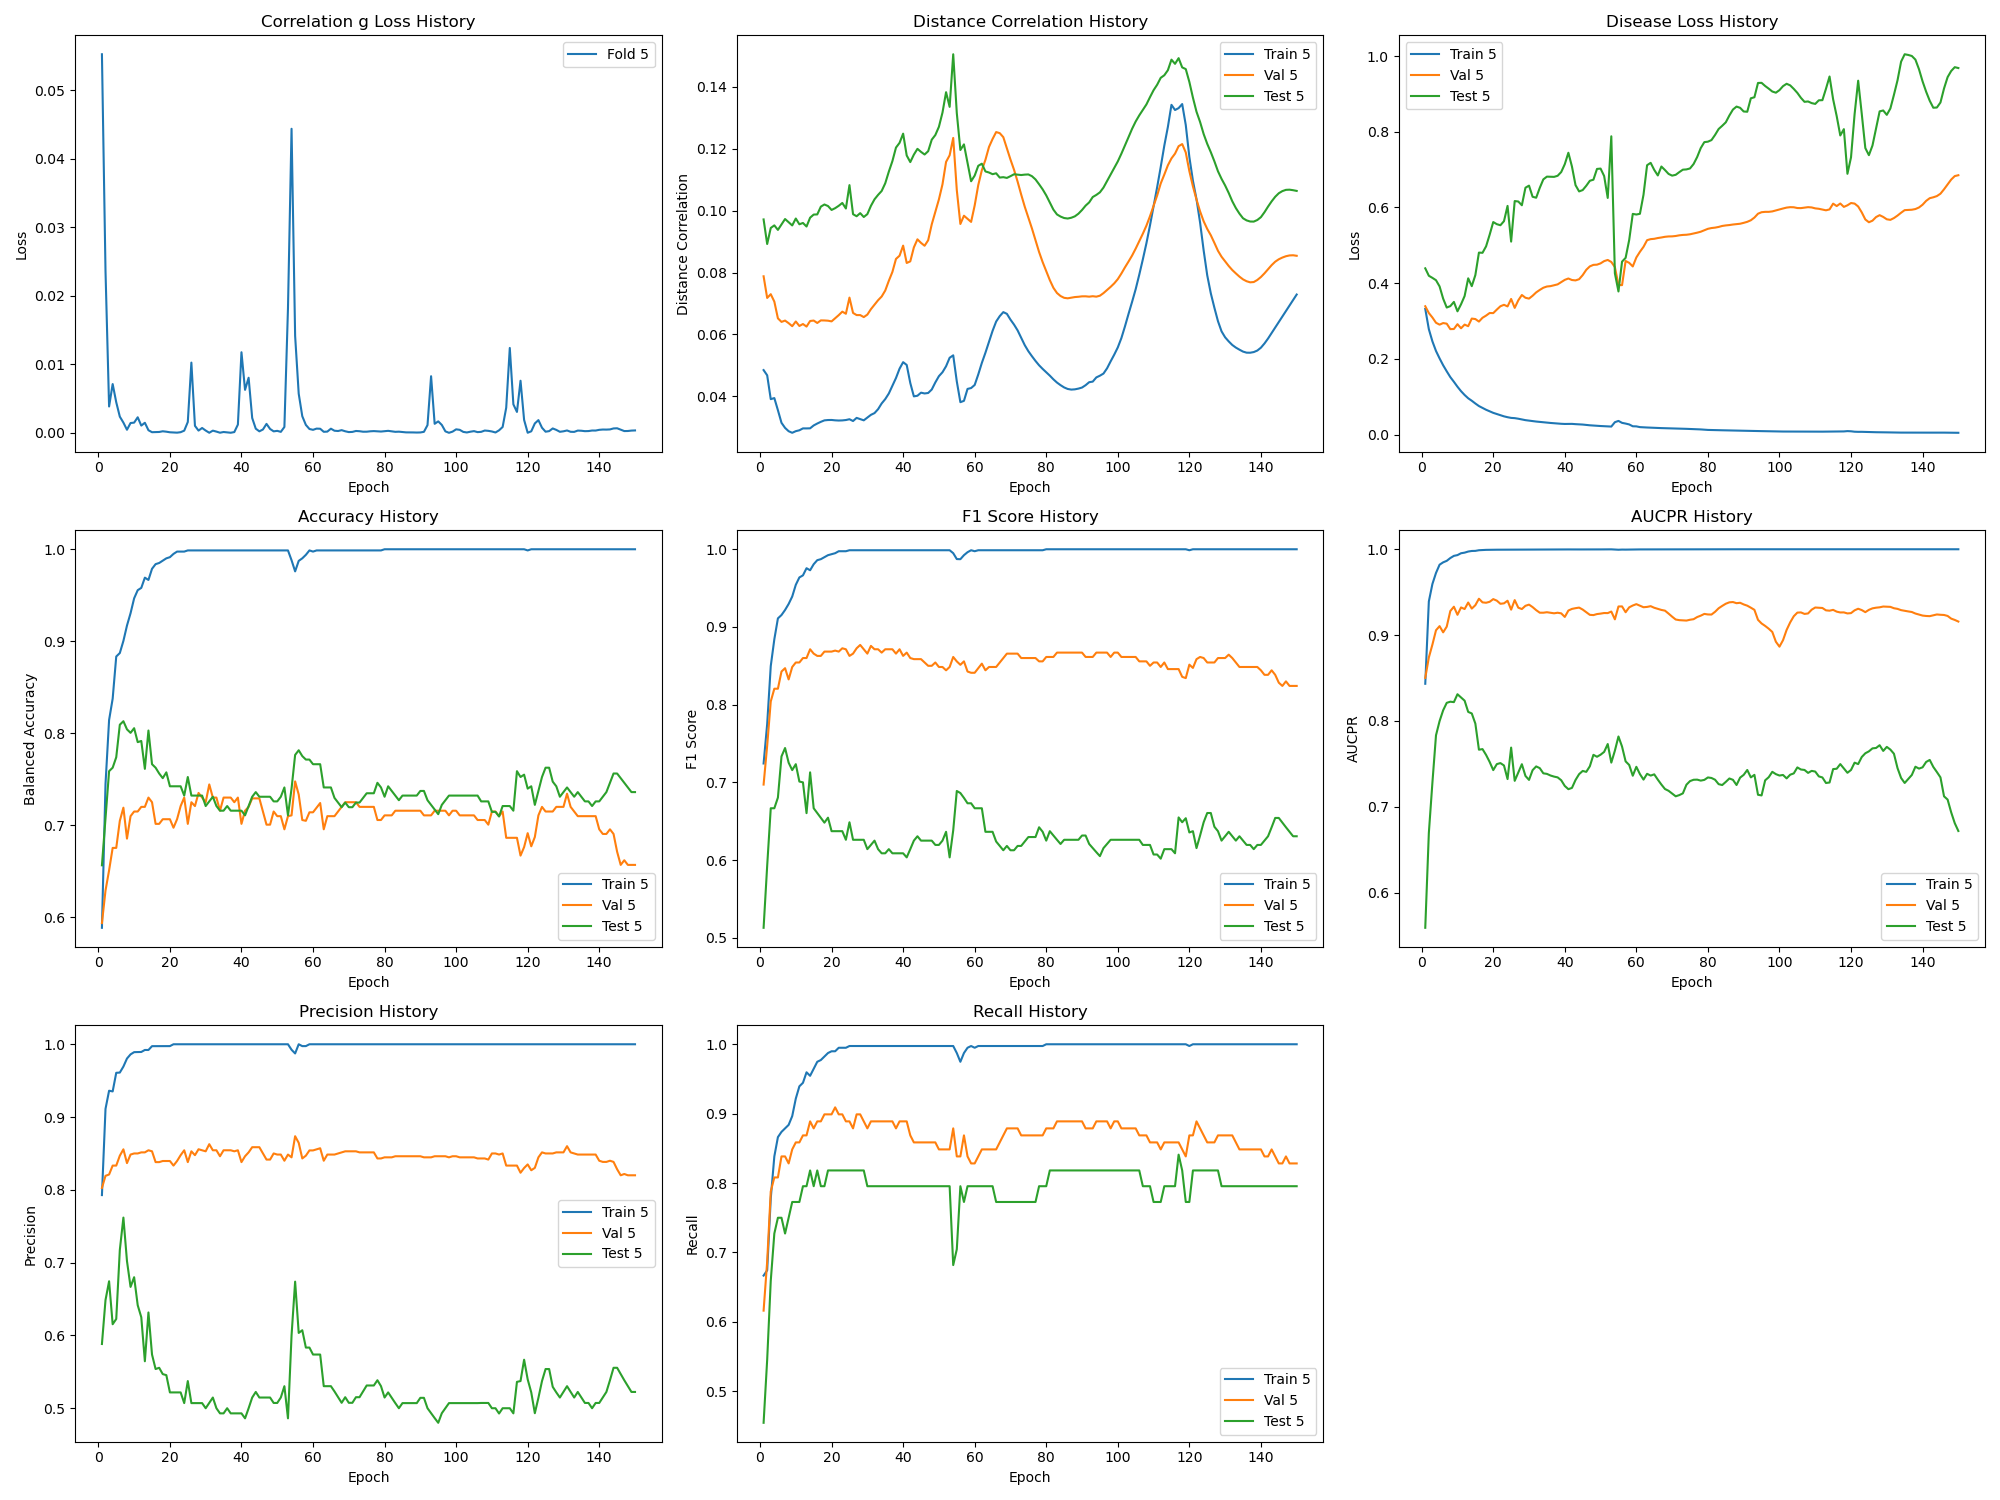 Correlation g Loss History
Loss
0.05
0.04
0.03
0.02
0.01
0.00
Fold 5
0 20 40 60 80 100 120 140
Epoch
Distance Correlation History
Distance Correlation
0.14
0.12
0.10
0.08
0.06
0.04
Train 5
Val 5
Test 5
0 20 40 60 80 100 120 140
Epoch
Disease Loss History
Loss
1.0
0.8
0.6
0.4
0.2
0.0
Train 5
Val 5
Test 5
0 20 40 60 80 100 120 140
Epoch
Accuracy History
Balanced Accuracy
1.0
0.9
0.8
0.7
0.6
Train 5
Val 5
Test 5
0 20 40 60 80 100 120 140
Epoch
F1 Score History
F1 Score
1.0
0.9
0.8
0.7
0.6
0.5
Train 5
Val 5
Test 5
0 20 40 60 80 100 120 140
Epoch
AUCPR History
AUCPR
1.0
0.9
0.8
0.7
0.6
Train 5
Val 5
Test 5
0 20 40 60 80 100 120 140
Epoch
Precision History
Precision
1.0
0.9
0.8
0.7
0.6
0.5
Train 5
Val 5
Test 5
0 20 40 60 80 100 120 140
Epoch
Recall History
Recall
1.0
0.9
0.8
0.7
0.6
0.5
Train 5
Val 5
Test 5
0 20 40 60 80 100 120 140
Epoch